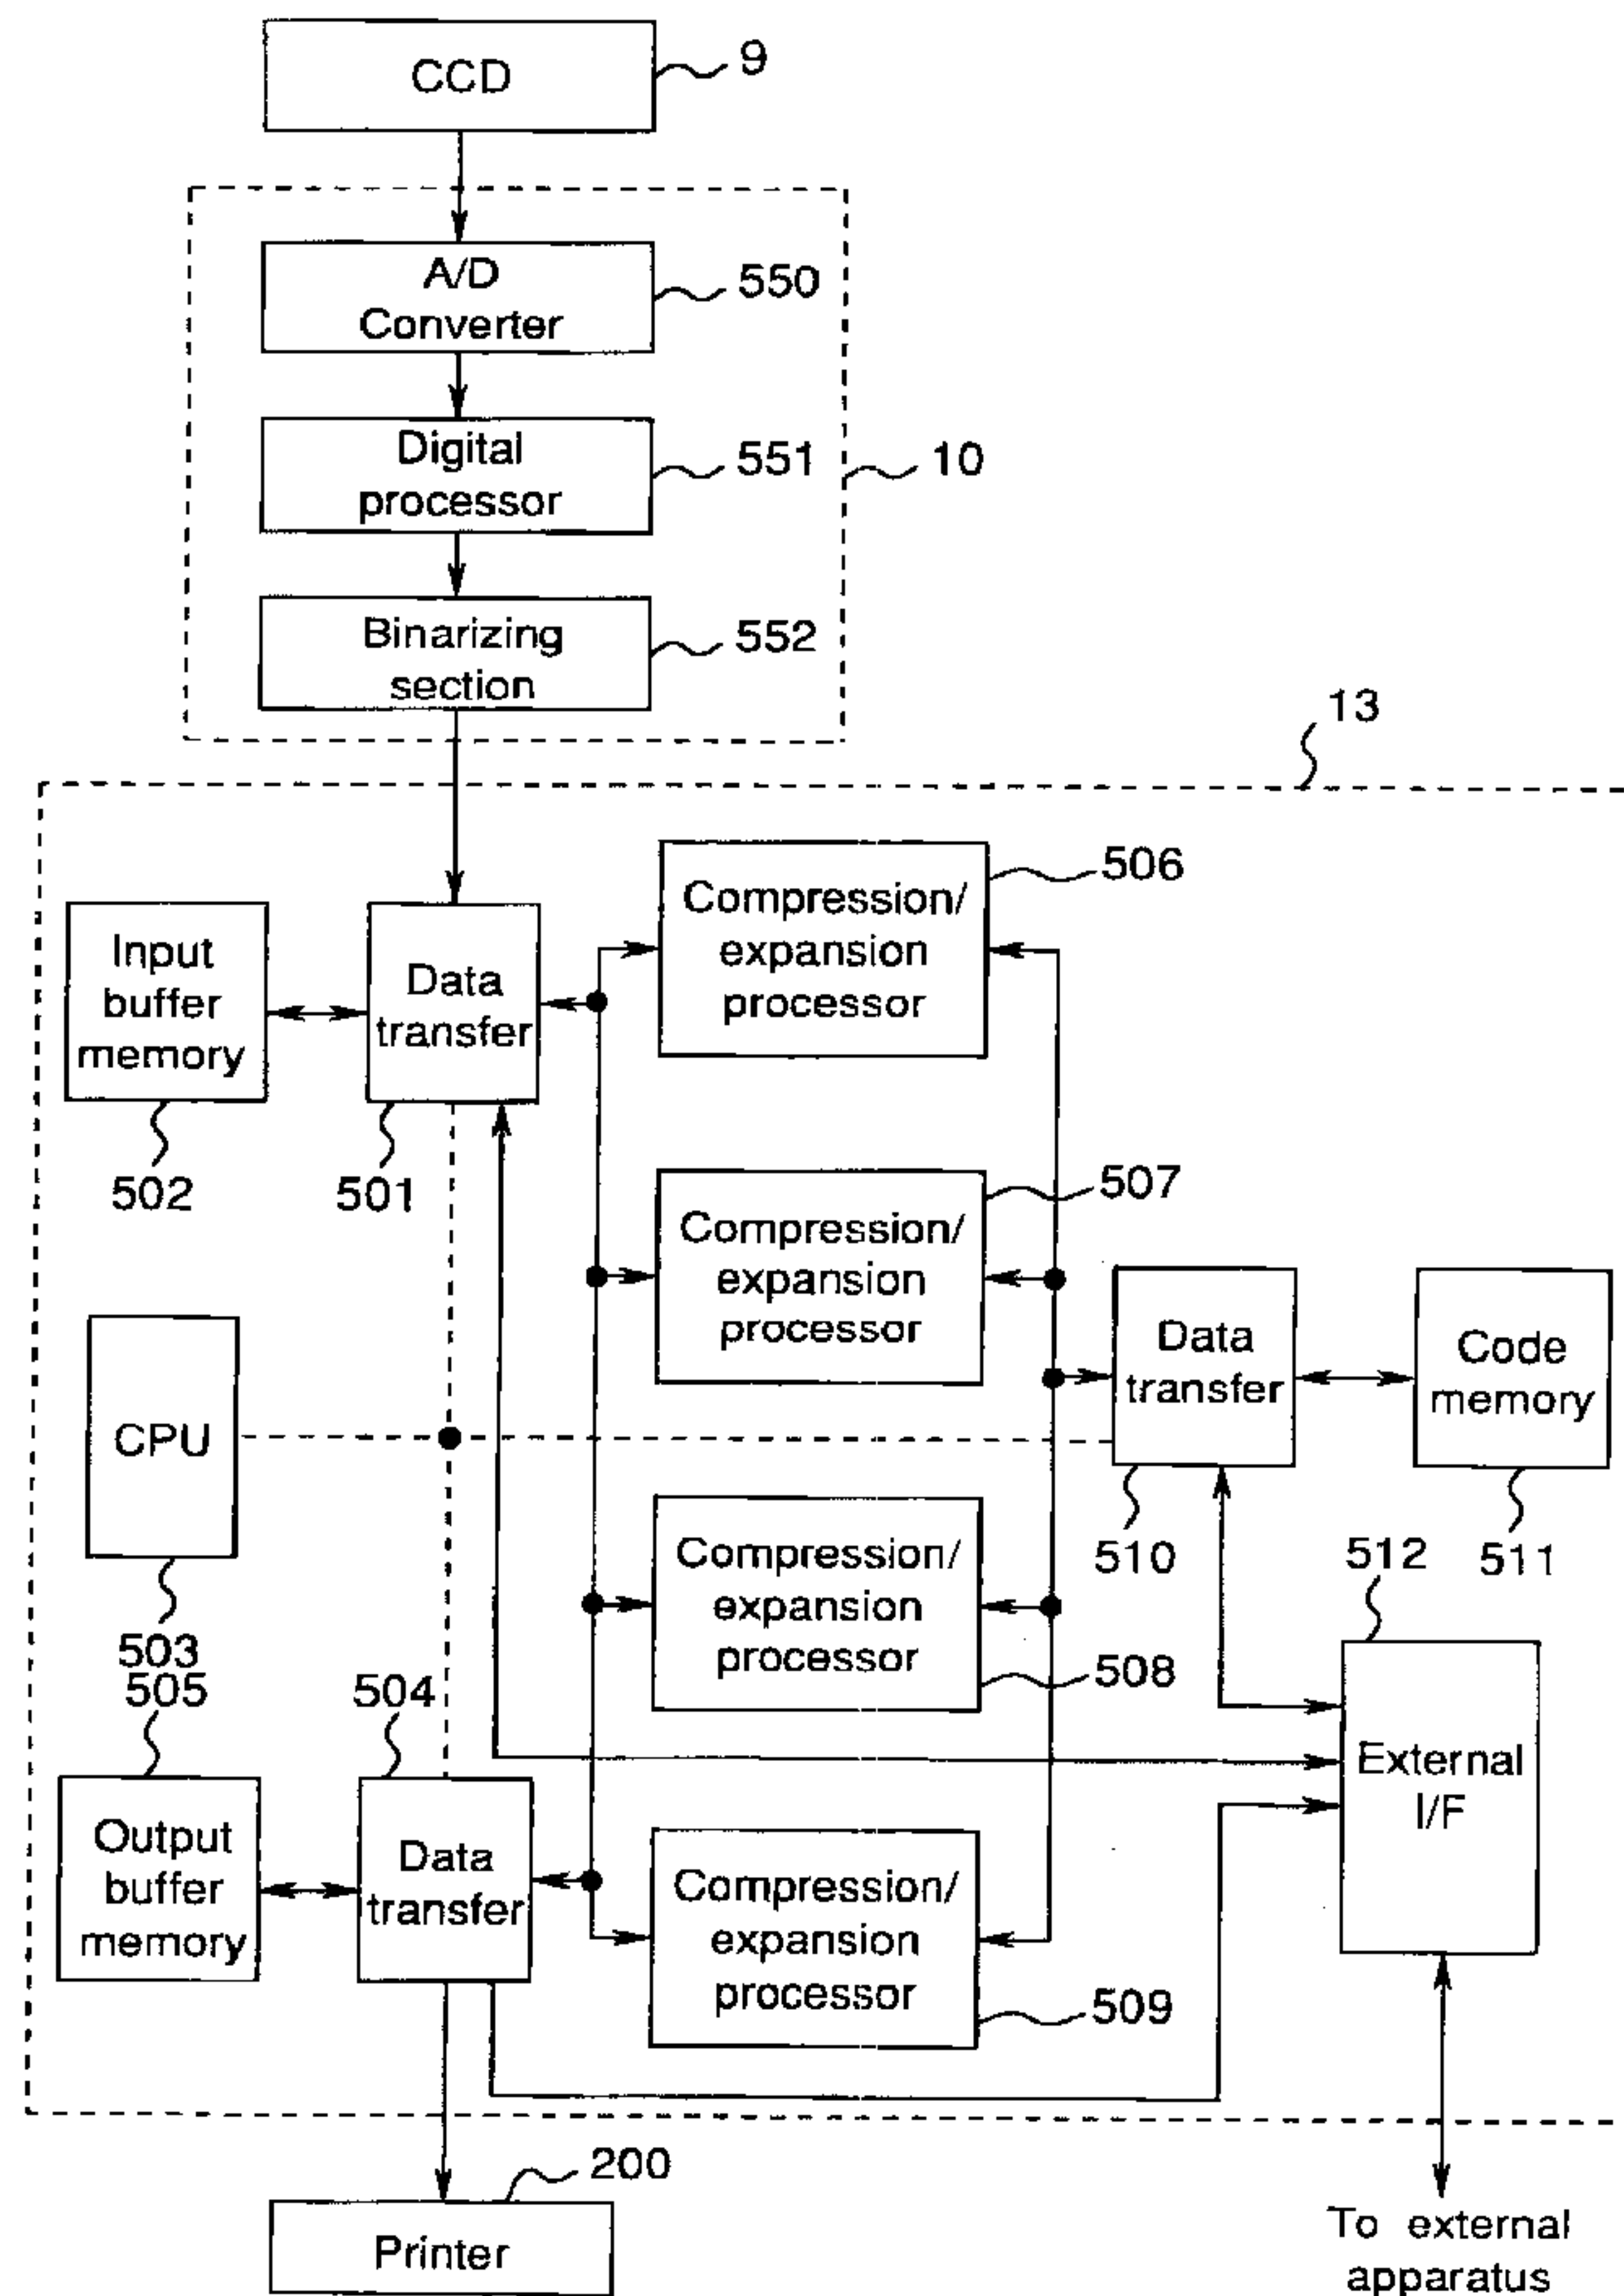 CCD
9
A/D
Converter
550
Digital
processor
551
10
Binarizing
section
552
13
Input
buffer
memory
502
Data
transfer
501
Compression/
expansion
processor
506
Compression/
expansion
processor
507
CPU
503
Data
transfer
510
Code
memory
511
Compression/
expansion
processor
508
512
External
I/F
505
Output
buffer
memory
504
Data
transfer
Compression/
expansion
processor
509
200
Printer
To external
apparatus